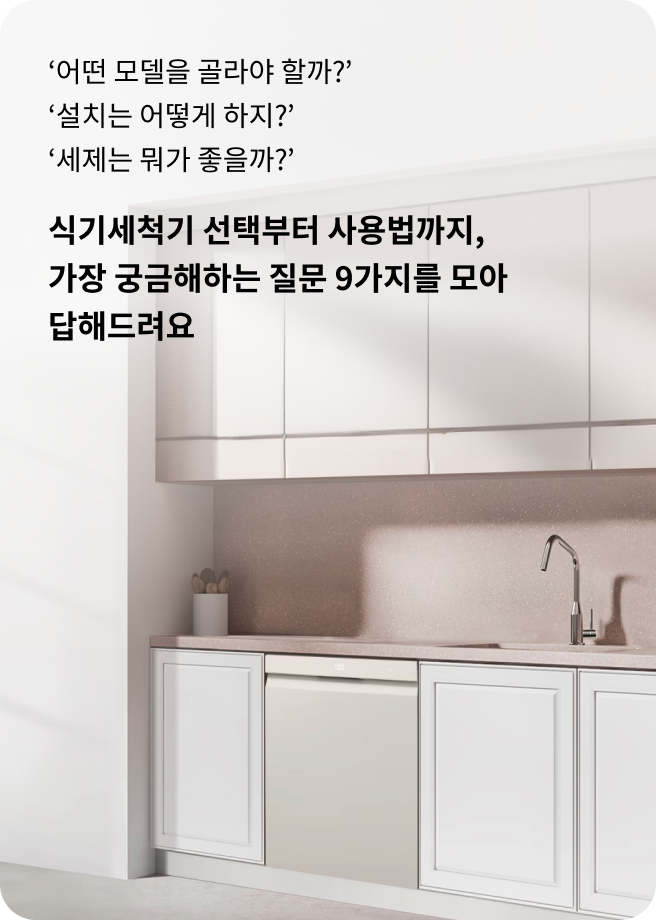 ‘어떤 모델을 골라야 할까?’
‘설치는 어떻게 하지?’
‘세제는 뭐가 좋을까?’
식기세척기 선택부터 사용법까지,
가장 궁금해하는 질문 9가지를 모아
답해드려요